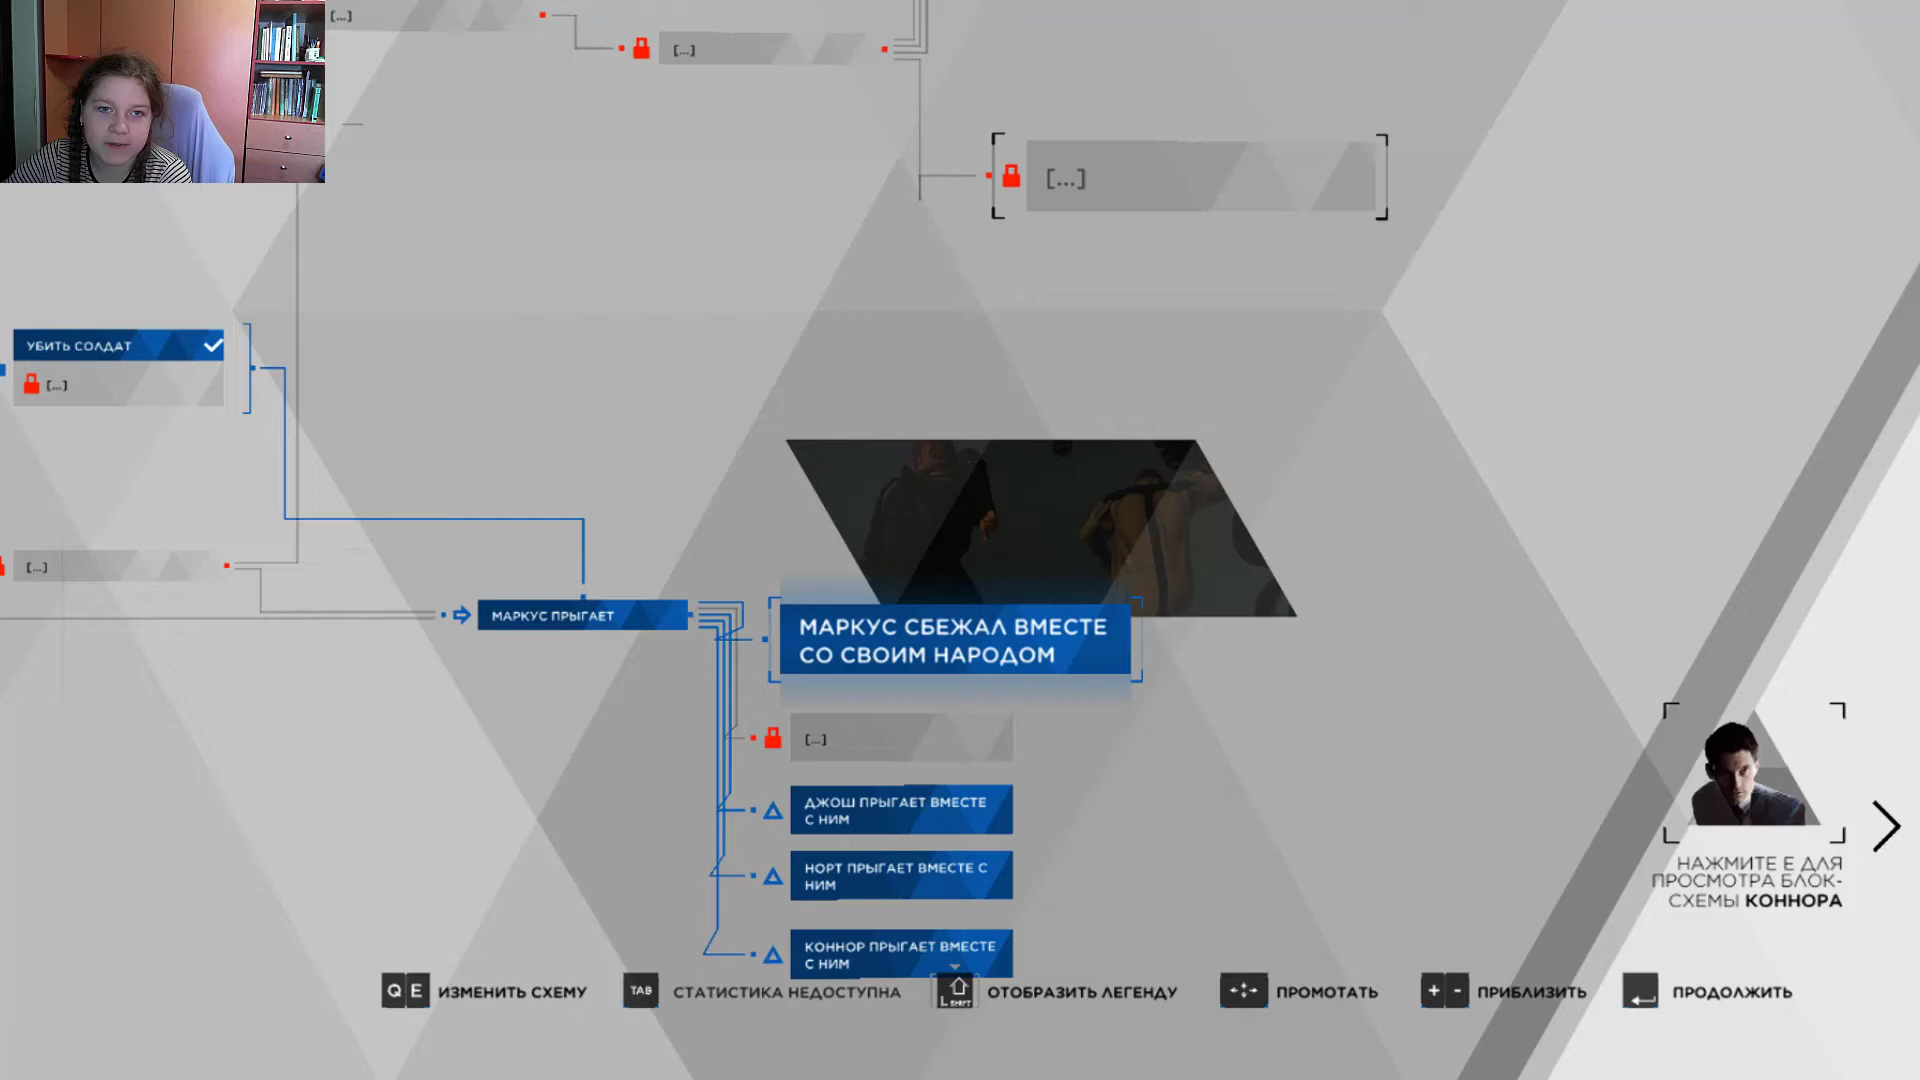 [...]
[...]
[...]
УБИТЬ СОЛДАТ
[...]
[...]
МАРКУС ПРЫГАЕТ
МАРКУС СБЕЖАЛ ВМЕСТЕ
СО СВОИМ НАРОДОМ
[...]
ДЖОШ ПРЫГАЕТ ВМЕСТЕ
С НИМ
НОРТ ПРЫГАЕТ ВМЕСТЕ С
НИМ
КОННОР ПРЫГАЕТ ВМЕСТЕ
С НИМ
НАЖМИТЕ E ДЛЯ
ПРОСМОТРА БЛОК-
СХЕМЫ КОННОРА
Q E ИЗМЕНИТЬ СХЕМУ
TAB СТАТИСТИКА НЕДОСТУПНА
L SHIFT ОТОБРАЗИТЬ ЛЕГЕНДУ
ПРОМОТАТЬ
+ - ПРИБЛИЗИТЬ
ПРОДОЛЖИТЬ